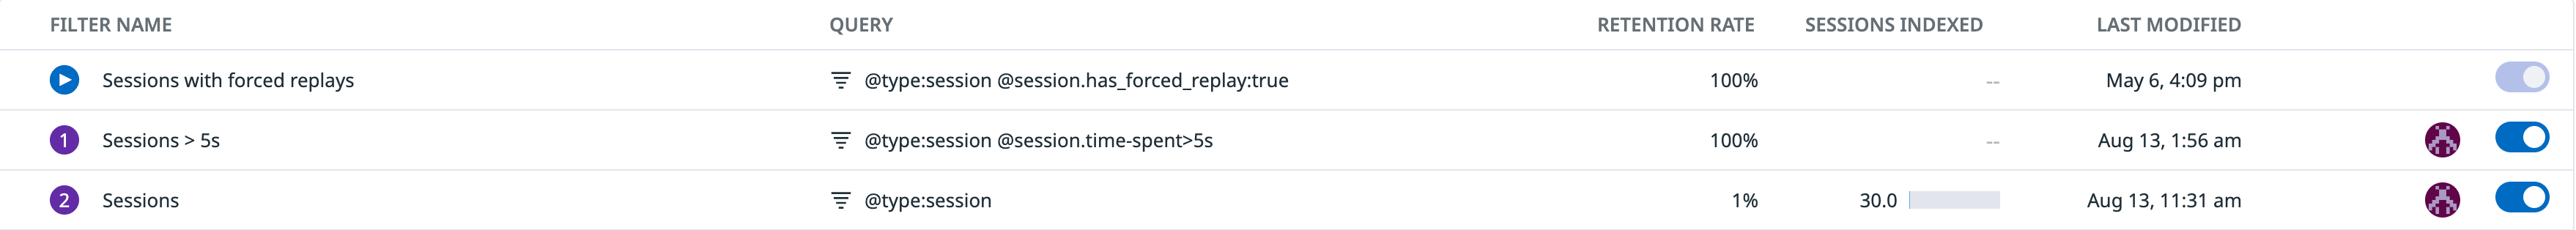 FILTER NAME QUERY RETENTION RATE SESSIONS INDEXED LAST MODIFIED
Sessions with forced replays @type:session @session.has_forced_replay:true 100% -- May 6, 4:09 pm
1 Sessions > 5s @type:session @session.time-spent>5s 100% -- Aug 13, 1:56 am
2 Sessions @type:session 1% 30.0 Aug 13, 11:31 am